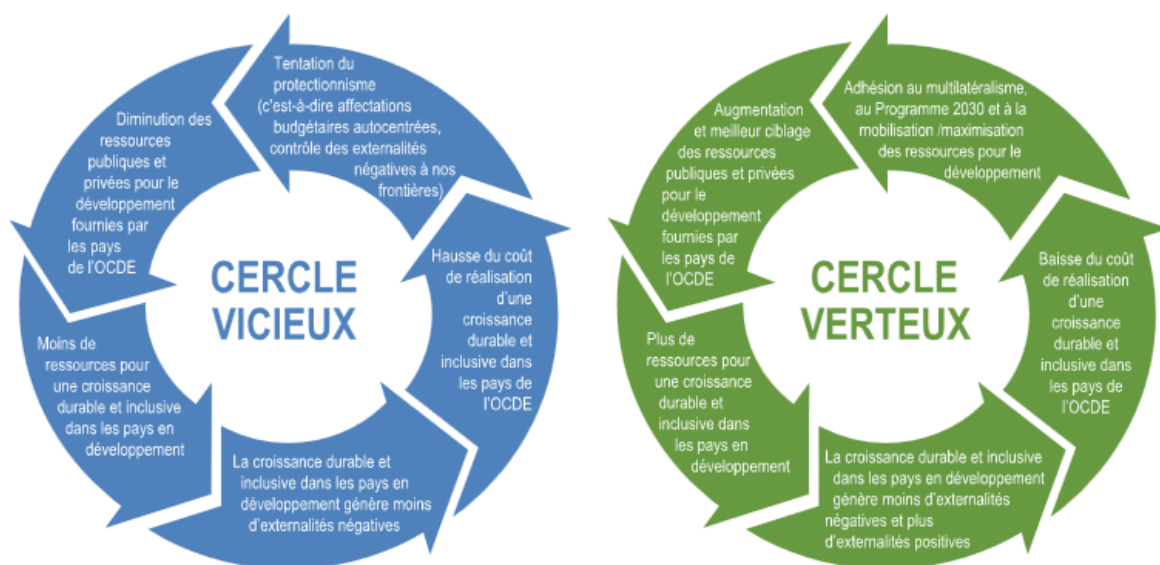 CERCLE
VICIEUX
Tentation du
protectionnisme
(c'est-à-dire affectations
budgétaires autocentrées,
contrôle des externalités
négatives à nos
frontières)
Diminution des
ressources
publiques et
privées pour le
développement
fournies par
les pays
de l'OCDE
Moins de
ressources pour
une croissance
durable et inclusive
dans les pays en
développement
La croissance durable et
inclusive dans les pays en
développement génère moins
d'externalités négatives
Hausse du coût
de réalisation
d'une
croissance
durable et
inclusive dans
les pays de
l'OCDE
CERCLE
VERTEUX
Adhésion au multilatéralisme,
au Programme 2030 et à la
mobilisation /maximisation
des ressources pour le
développement
Augmentation
et meilleur ciblage
des ressources
publiques et privées
pour le
développement
fournies par
les pays de
l'OCDE
Plus de
ressources pour
une croissance
durable et
inclusive dans
les pays en
développement
La croissance durable et inclusive
dans les pays en développement
génère moins d'externalités
négatives et plus
d'externalités positives
Baisse du coût
de réalisation
d'une
croissance
durable et
inclusive dans
les pays de
l'OCDE